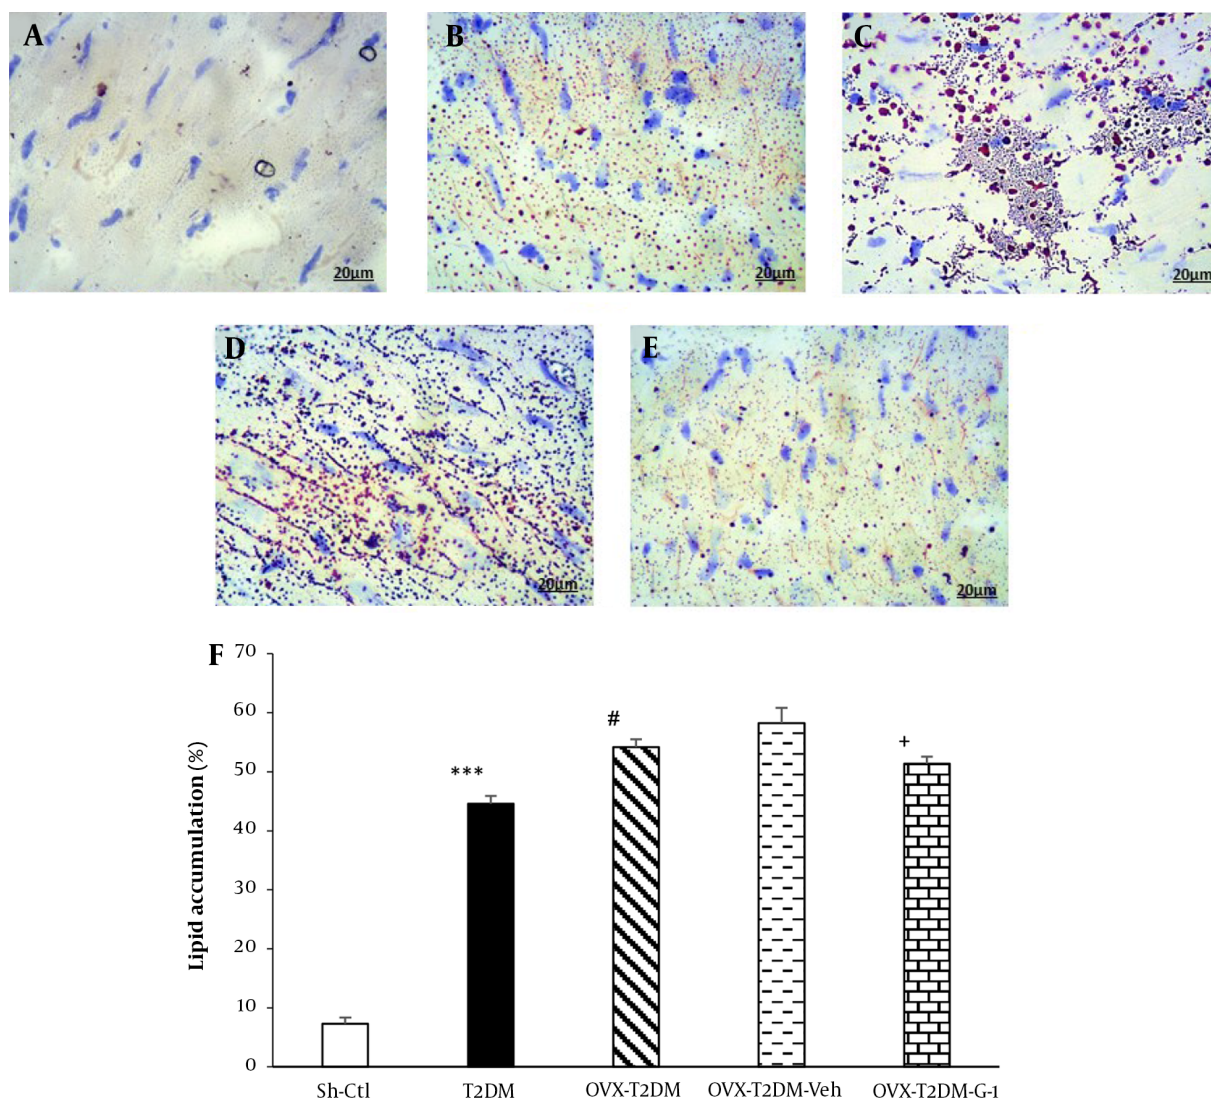 A
B
C
20µm
20µm
20µm
D
E
20µm
20µm
F
70
60
50
40
30
20
10
0
Lipid accumulation (%)
***
#
+
Sh-Ctl
T2DM
OVX-T2DM
OVX-T2DM-Veh
OVX-T2DM-G-1